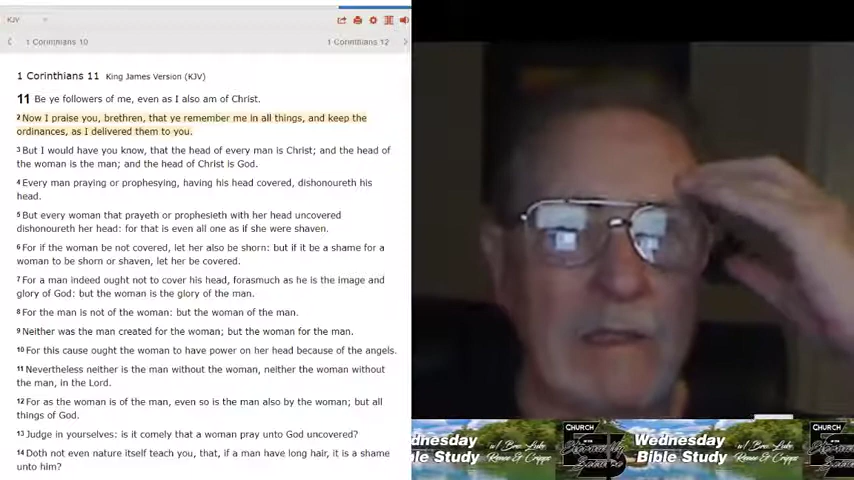 KJV
1 Corinthians 10
1 Corinthians 12
1 Corinthians 11 King James Version (KJV)
11 Be ye followers of me, even as I also am of Christ.
2 Now I praise you, brethren, that ye remember me in all things, and keep the
ordinances, as I delivered them to you.
3 But I would have you know, that the head of every man is Christ; and the head of
the woman is the man; and the head of Christ is God.
4 Every man praying or prophesying, having his head covered, dishonoureth his
head.
5 But every woman that prayeth or prophesieth with her head uncovered
dishonoureth her head: for that is even all one as if she were shaven.
6 For if the woman be not covered, let her also be shorn: but if it be a shame for a
woman to be shorn or shaven, let her be covered.
7 For a man indeed ought not to cover his head, forasmuch as he is the image and
glory of God: but the woman is the glory of the man.
8 For the man is not of the woman: but the woman of the man.
9 Neither was the man created for the woman; but the woman for the man.
10 For this cause ought the woman to have power on her head because of the angels.
11 Nevertheless neither is the man without the woman, neither the woman without
the man, in the Lord.
12 For as the woman is of the man, even so is the man also by the woman; but all
things of God.
13 Judge in yourselves: is it comely that a woman pray unto God uncovered?
14 Doth not even nature itself teach you, that, if a man have long hair, it is a shame
unto him?
dnesday
ble Study
w/ Bro Luke
Renee & Cripps
CHURCH
Wednesday
Bible Study
w/ Bro Luke
Renee & Cripps
CHURCH